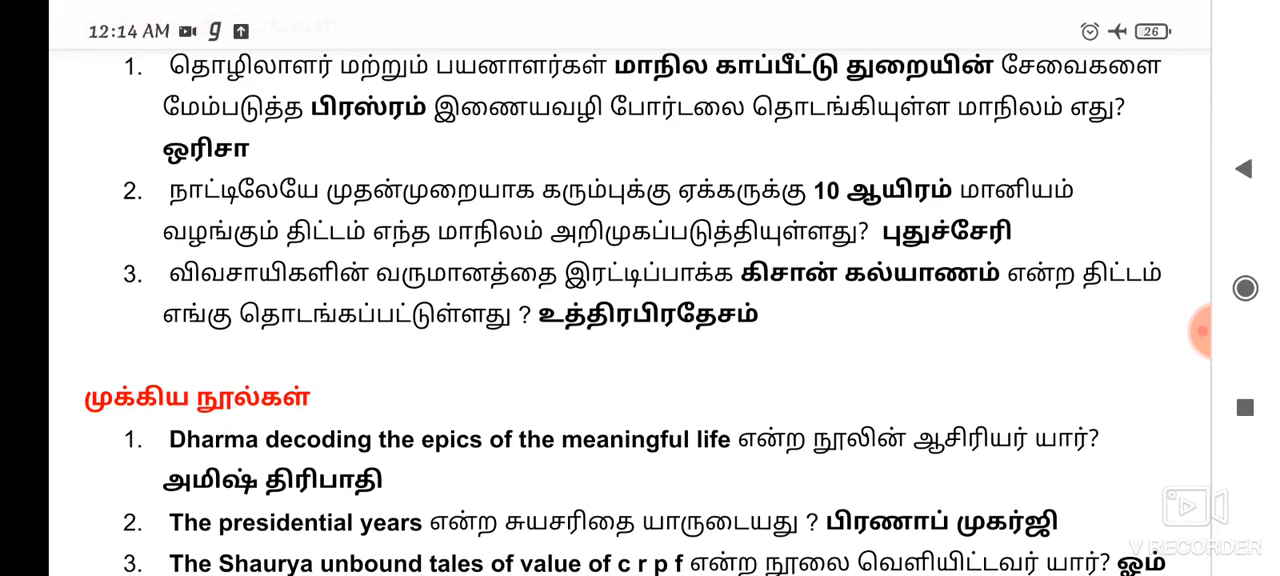 12:14 AM g 26
1. தொழிலாளர் மற்றும் பயனாளர்கள் மாநில காப்பீட்டு துறையின் சேவைகளை
மேம்படுத்த பிரஸ்ரம் இணையவழி போர்டலை தொடங்கியுள்ள மாநிலம் எது?
ஒரிசா
2. நாட்டிலேயே முதன்முறையாக கரும்புக்கு ஏக்கருக்கு 10 ஆயிரம் மானியம்
வழங்கும் திட்டம் எந்த மாநிலம் அறிமுகப்படுத்தியுள்ளது? புதுச்சேரி
3. விவசாயிகளின் வருமானத்தை இரட்டிப்பாக்க கிசான் கல்யாணம் என்ற திட்டம்
எங்கு தொடங்கப்பட்டுள்ளது ? உத்திரபிரதேசம்
முக்கிய நூல்கள்
1. Dharma decoding the epics of the meaningful life என்ற நூலின் ஆசிரியர் யார்?
அமிஷ் திரிபாதி
2. The presidential years என்ற சுயசரிதை யாருடையது ? பிரணாப் முகர்ஜி
V RECORDER
3. The Shaurya unbound tales of value of c r p f என்ற நூலை வெளியிட்டவர் யார்? ஓம்